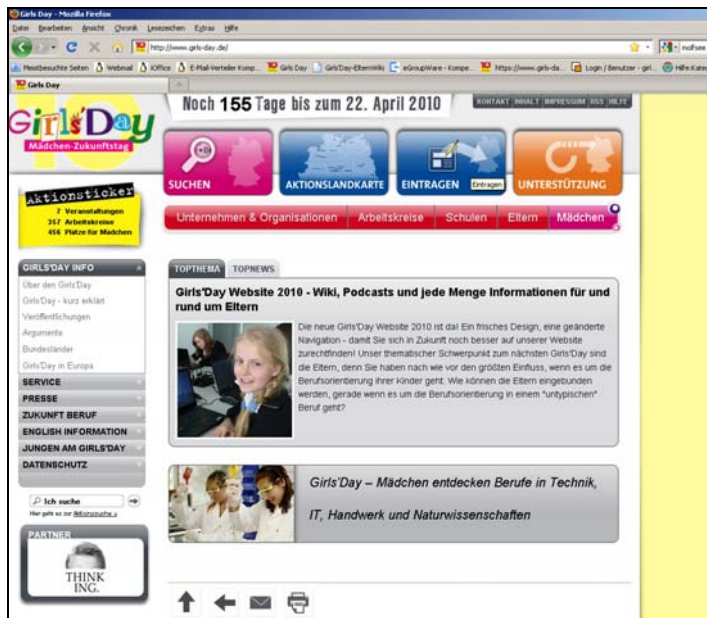 Girls Day - Mozilla Firefox
Datei Bearbeiten Ansicht Chronik Lesezeichen Extras Hilfe
http://www.girls-day.de/
Meistbesuchte Seiten Webmail iOffice E-Mail-Verteiler Komp... Girls Day Girls'Day-ElternWiki eGroupWare - Kompe... https://www.girls-da... Login / Benutzer - girl...
Girls Day
Noch 155 Tage bis zum 22. April 2010
KONTAKT INHALT IMPRESSUM RSS HILFE
Girls'Day
Mädchen-Zukunftstag
SUCHEN
AKTIONSLANDKARTE
EINTRAGEN
Eintragen
UNTERSTÜTZUNG
Aktionsticker
7 Veranstaltungen
357 Arbeitskreise
456 Plätze für Mädchen
Unternehmen & Organisationen Arbeitskreise Schulen Eltern Mädchen
GIRLS'DAY INFO
Über den Girls'Day
Girls'Day - kurz erklärt
Veröffentlichungen
Argumente
Bundesländer
Girls'Day in Europa
SERVICE
PRESSE
ZUKUNFT BERUF
ENGLISH INFORMATION
JUNGEN AM GIRLS'DAY
DATENSCHUTZ
Ich suche
Hier geht es zur Aktionssuche
PARTNER
THINK
ING.
TOPTHEMA TOPNEWS
Girls'Day Website 2010 - Wiki, Podcasts und jede Menge Informationen für und
rund um Eltern
Die neue Girls'Day Website 2010 ist da! Ein frisches Design, eine geänderte
Navigation - damit Sie sich in Zukunft noch besser auf unserer Website
zurechtfinden! Unser thematischer Schwerpunkt zum nächsten Girls'Day sind
die Eltern, denn Sie haben nach wie vor den größten Einfluss, wenn es um die
Berufsorientierung ihrer Kinder geht. Wie können die Eltern eingebunden
werden, gerade wenn es um die Berufsorientierung in einem "untypischen"
Beruf geht?
Girls'Day – Mädchen entdecken Berufe in Technik,
IT, Handwerk und Naturwissenschaften